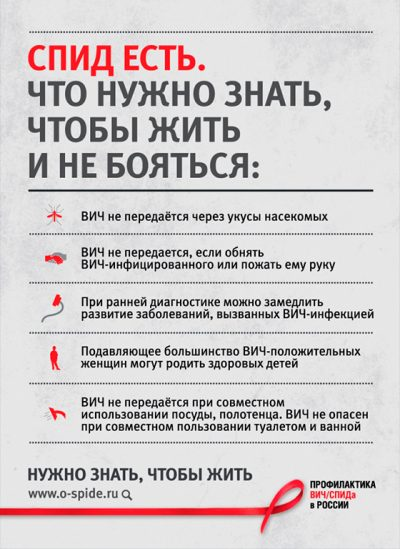 СПИД ЕСТЬ.
ЧТО НУЖНО ЗНАТЬ,
ЧТОБЫ ЖИТЬ
И НЕ БОЯТЬСЯ:
ВИЧ не передаётся через укусы насекомых
ВИЧ не передается, если обнять
ВИЧ-инфицированного или пожать ему руку
При ранней диагностике можно замедлить
развитие заболеваний, вызванных ВИЧ-инфекцией
Подавляющее большинство ВИЧ-положительных
женщин могут родить здоровых детей
ВИЧ не передаётся при совместном
использовании посуды, полотенца. ВИЧ не опасен
при совместном пользовании туалетом и ванной
НУЖНО ЗНАТЬ, ЧТОБЫ ЖИТЬ
www.o-spide.ru
ПРОФИЛАКТИКА
ВИЧ/СПИДа
в РОССИИ